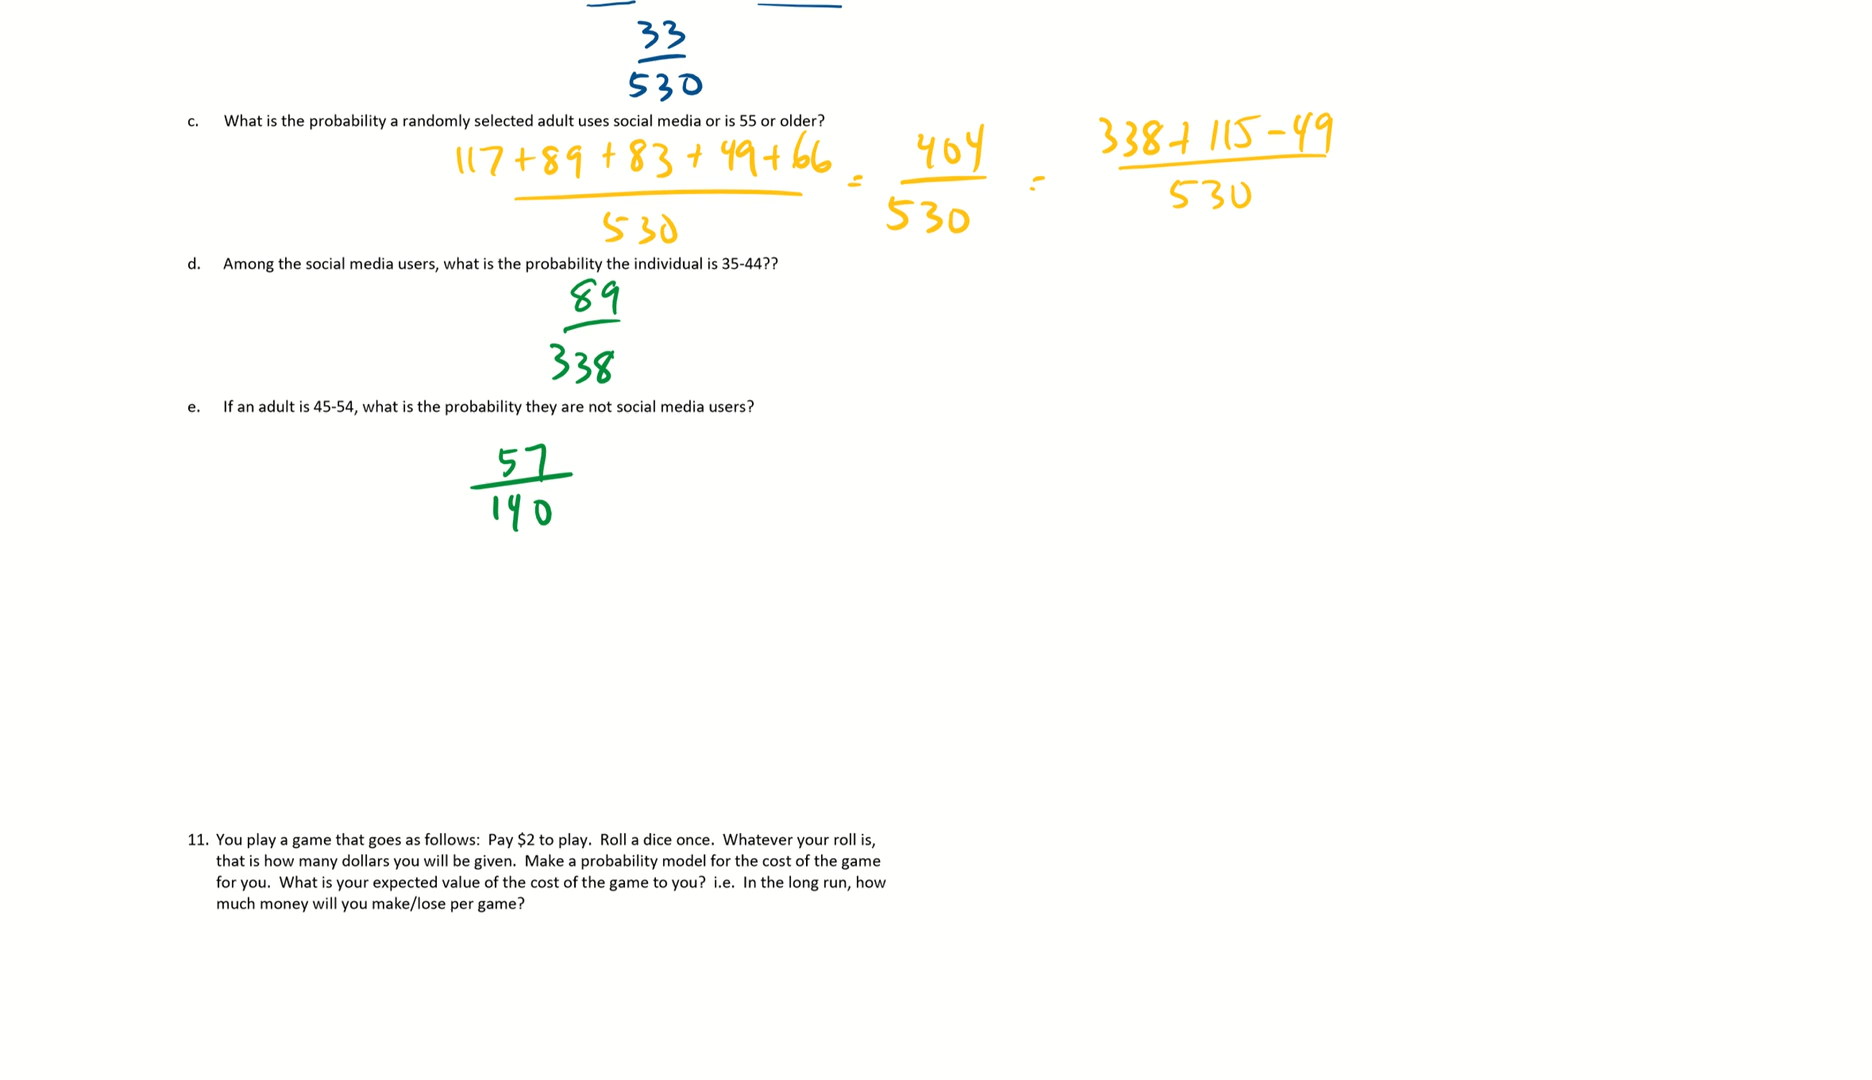 33
530
c. What is the probability a randomly selected adult uses social media or is 55 or older?
117+89+83+49+66 = 404 = 338+115-49
530 530 530
d. Among the social media users, what is the probability the individual is 35-44??
89
338
e. If an adult is 45-54, what is the probability they are not social media users?
57
140
11. You play a game that goes as follows: Pay $2 to play. Roll a dice once. Whatever your roll is,
that is how many dollars you will be given. Make a probability model for the cost of the game
for you. What is your expected value of the cost of the game to you? i.e. In the long run, how
much money will you make/lose per game?